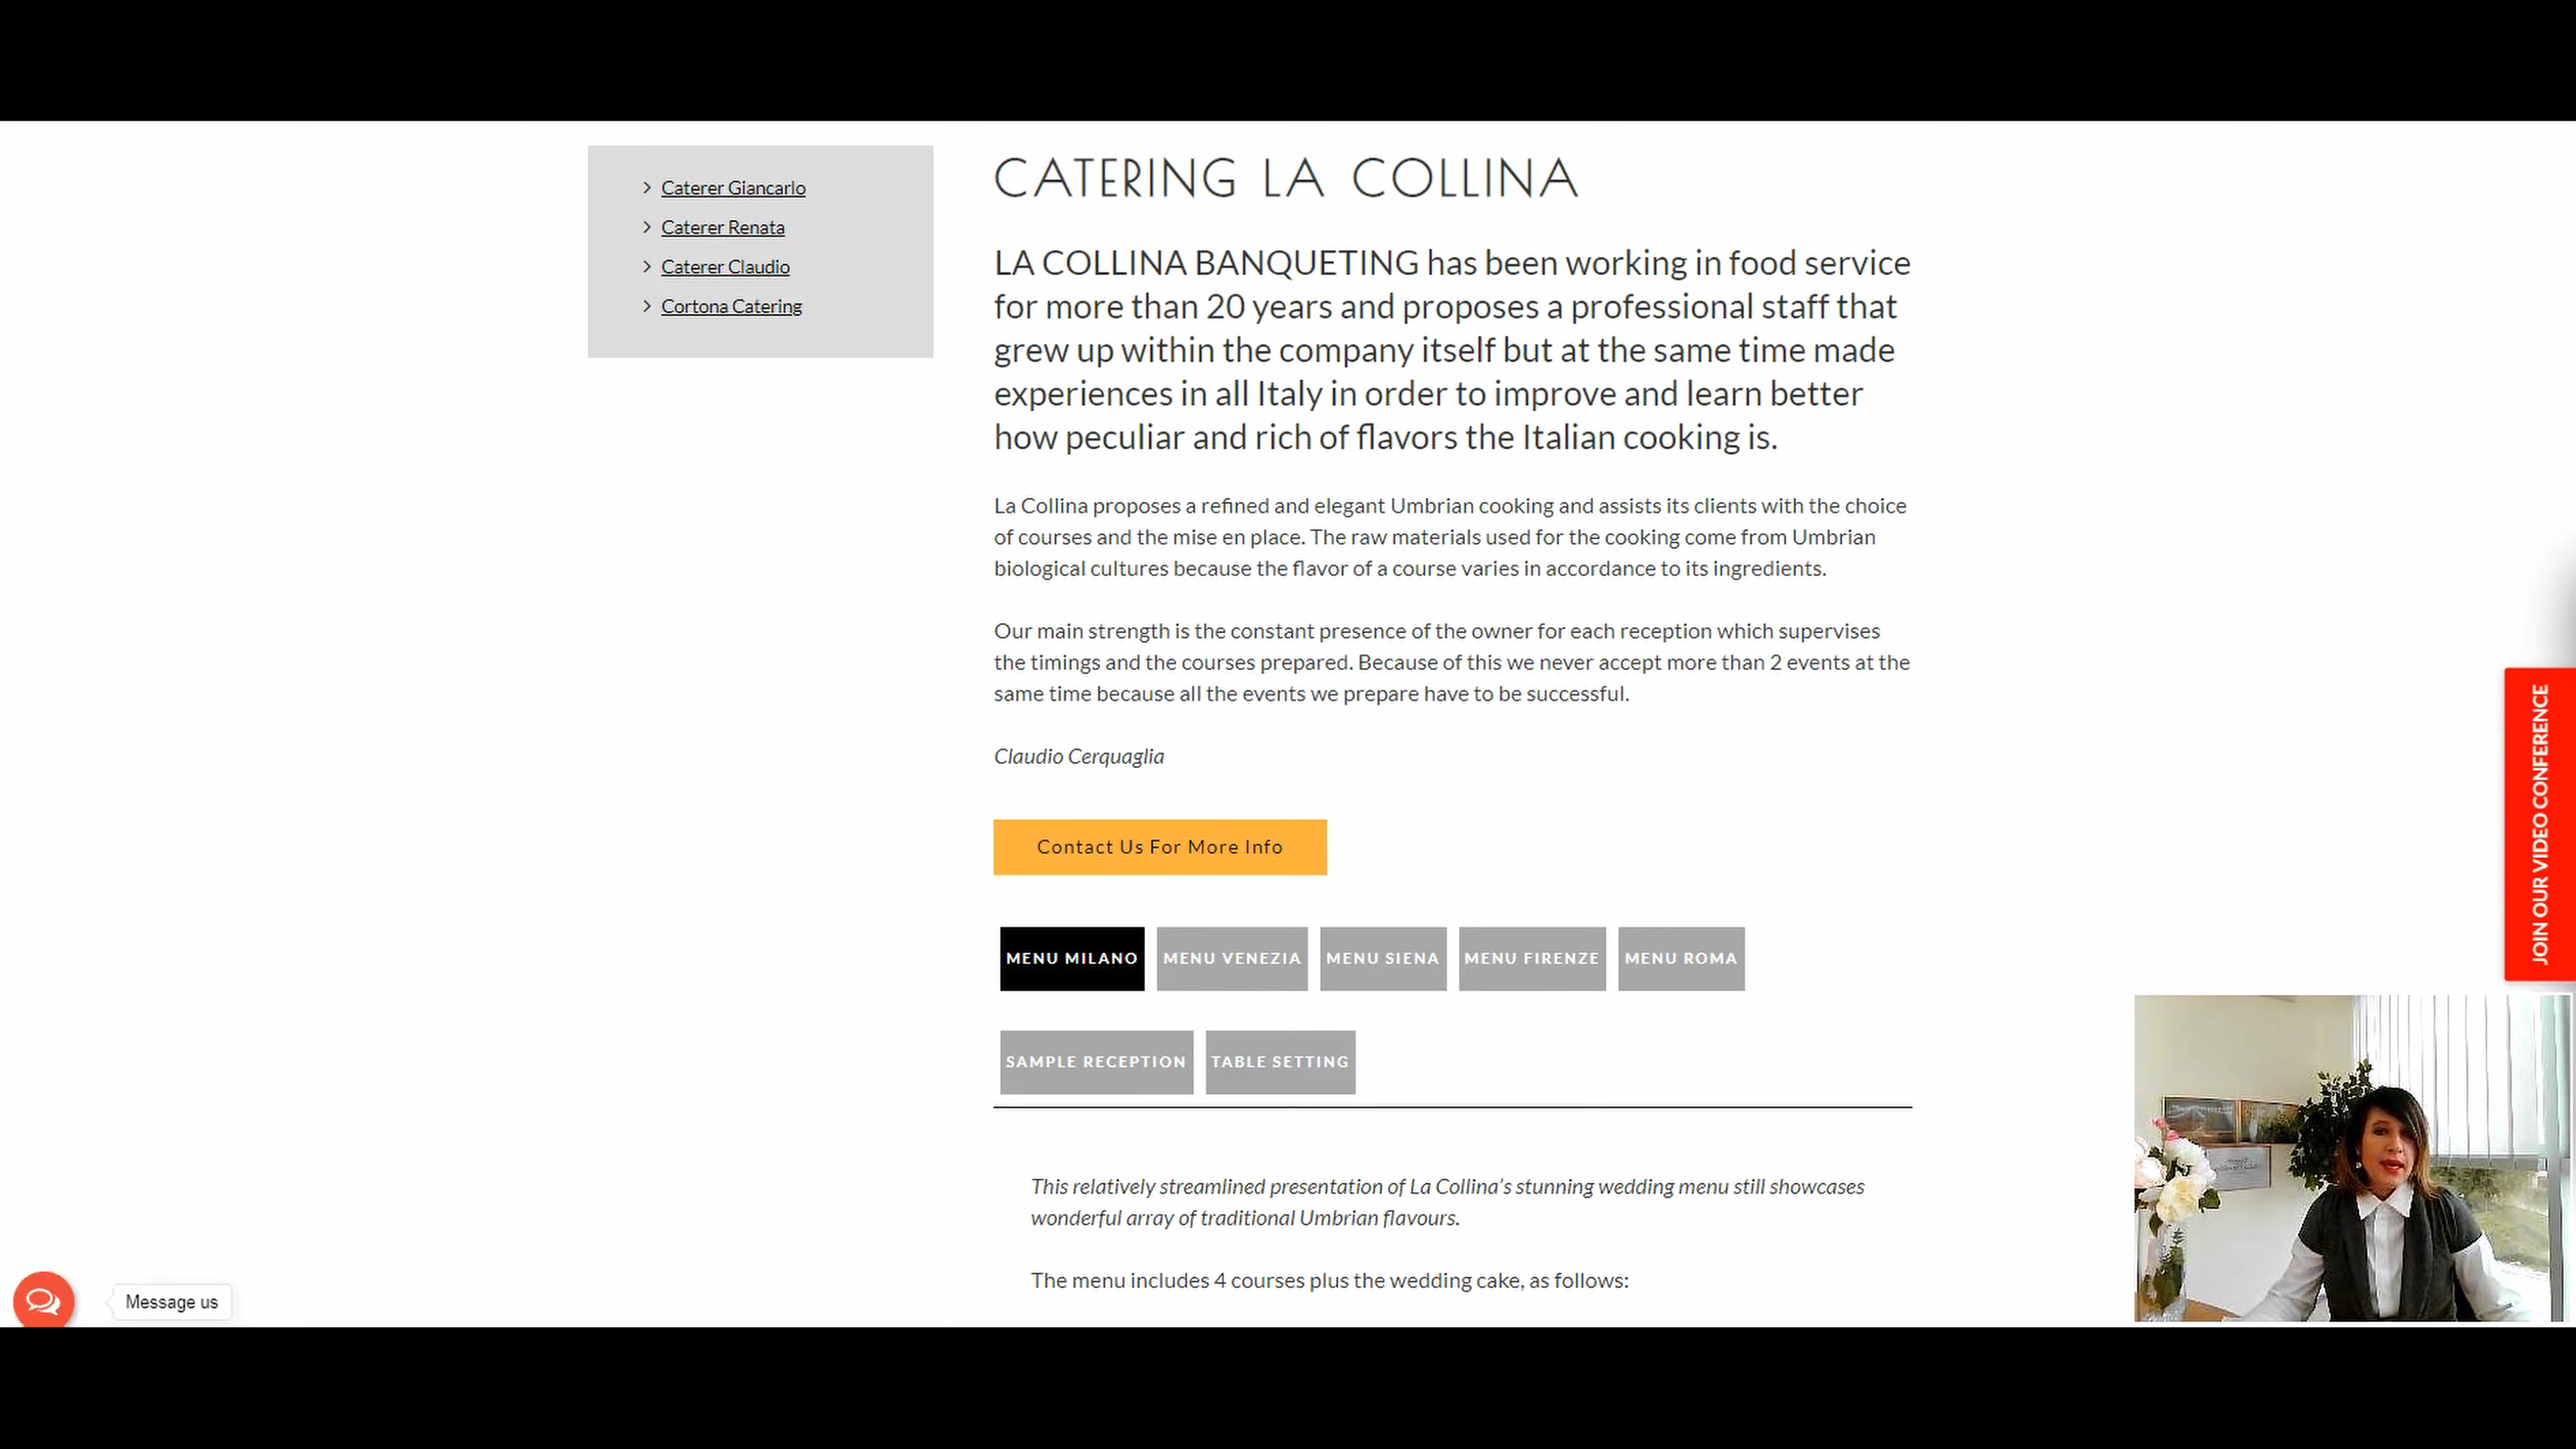 Caterer Giancarlo
Caterer Renata
Caterer Claudio
Cortona Catering
CATERING LA COLLINA
LA COLLINA BANQUETING has been working in food service
for more than 20 years and proposes a professional staff that
grew up within the company itself but at the same time made
experiences in all Italy in order to improve and learn better
how peculiar and rich of flavors the Italian cooking is.
La Collina proposes a refined and elegant Umbrian cooking and assists its clients with the choice
of courses and the mise en place. The raw materials used for the cooking come from Umbrian
biological cultures because the flavor of a course varies in accordance to its ingredients.
Our main strength is the constant presence of the owner for each reception which supervises
the timings and the courses prepared. Because of this we never accept more than 2 events at the
same time because all the events we prepare have to be successful.
Claudio Cerquaglia
Contact Us For More Info
MENU MILANO MENU VENEZIA MENU SIENA MENU FIRENZE MENU ROMA
SAMPLE RECEPTION TABLE SETTING
This relatively streamlined presentation of La Collina's stunning wedding menu still showcases
wonderful array of traditional Umbrian flavours.
The menu includes 4 courses plus the wedding cake, as follows:
JOIN OUR VIDEO CONFERENCE
Message us